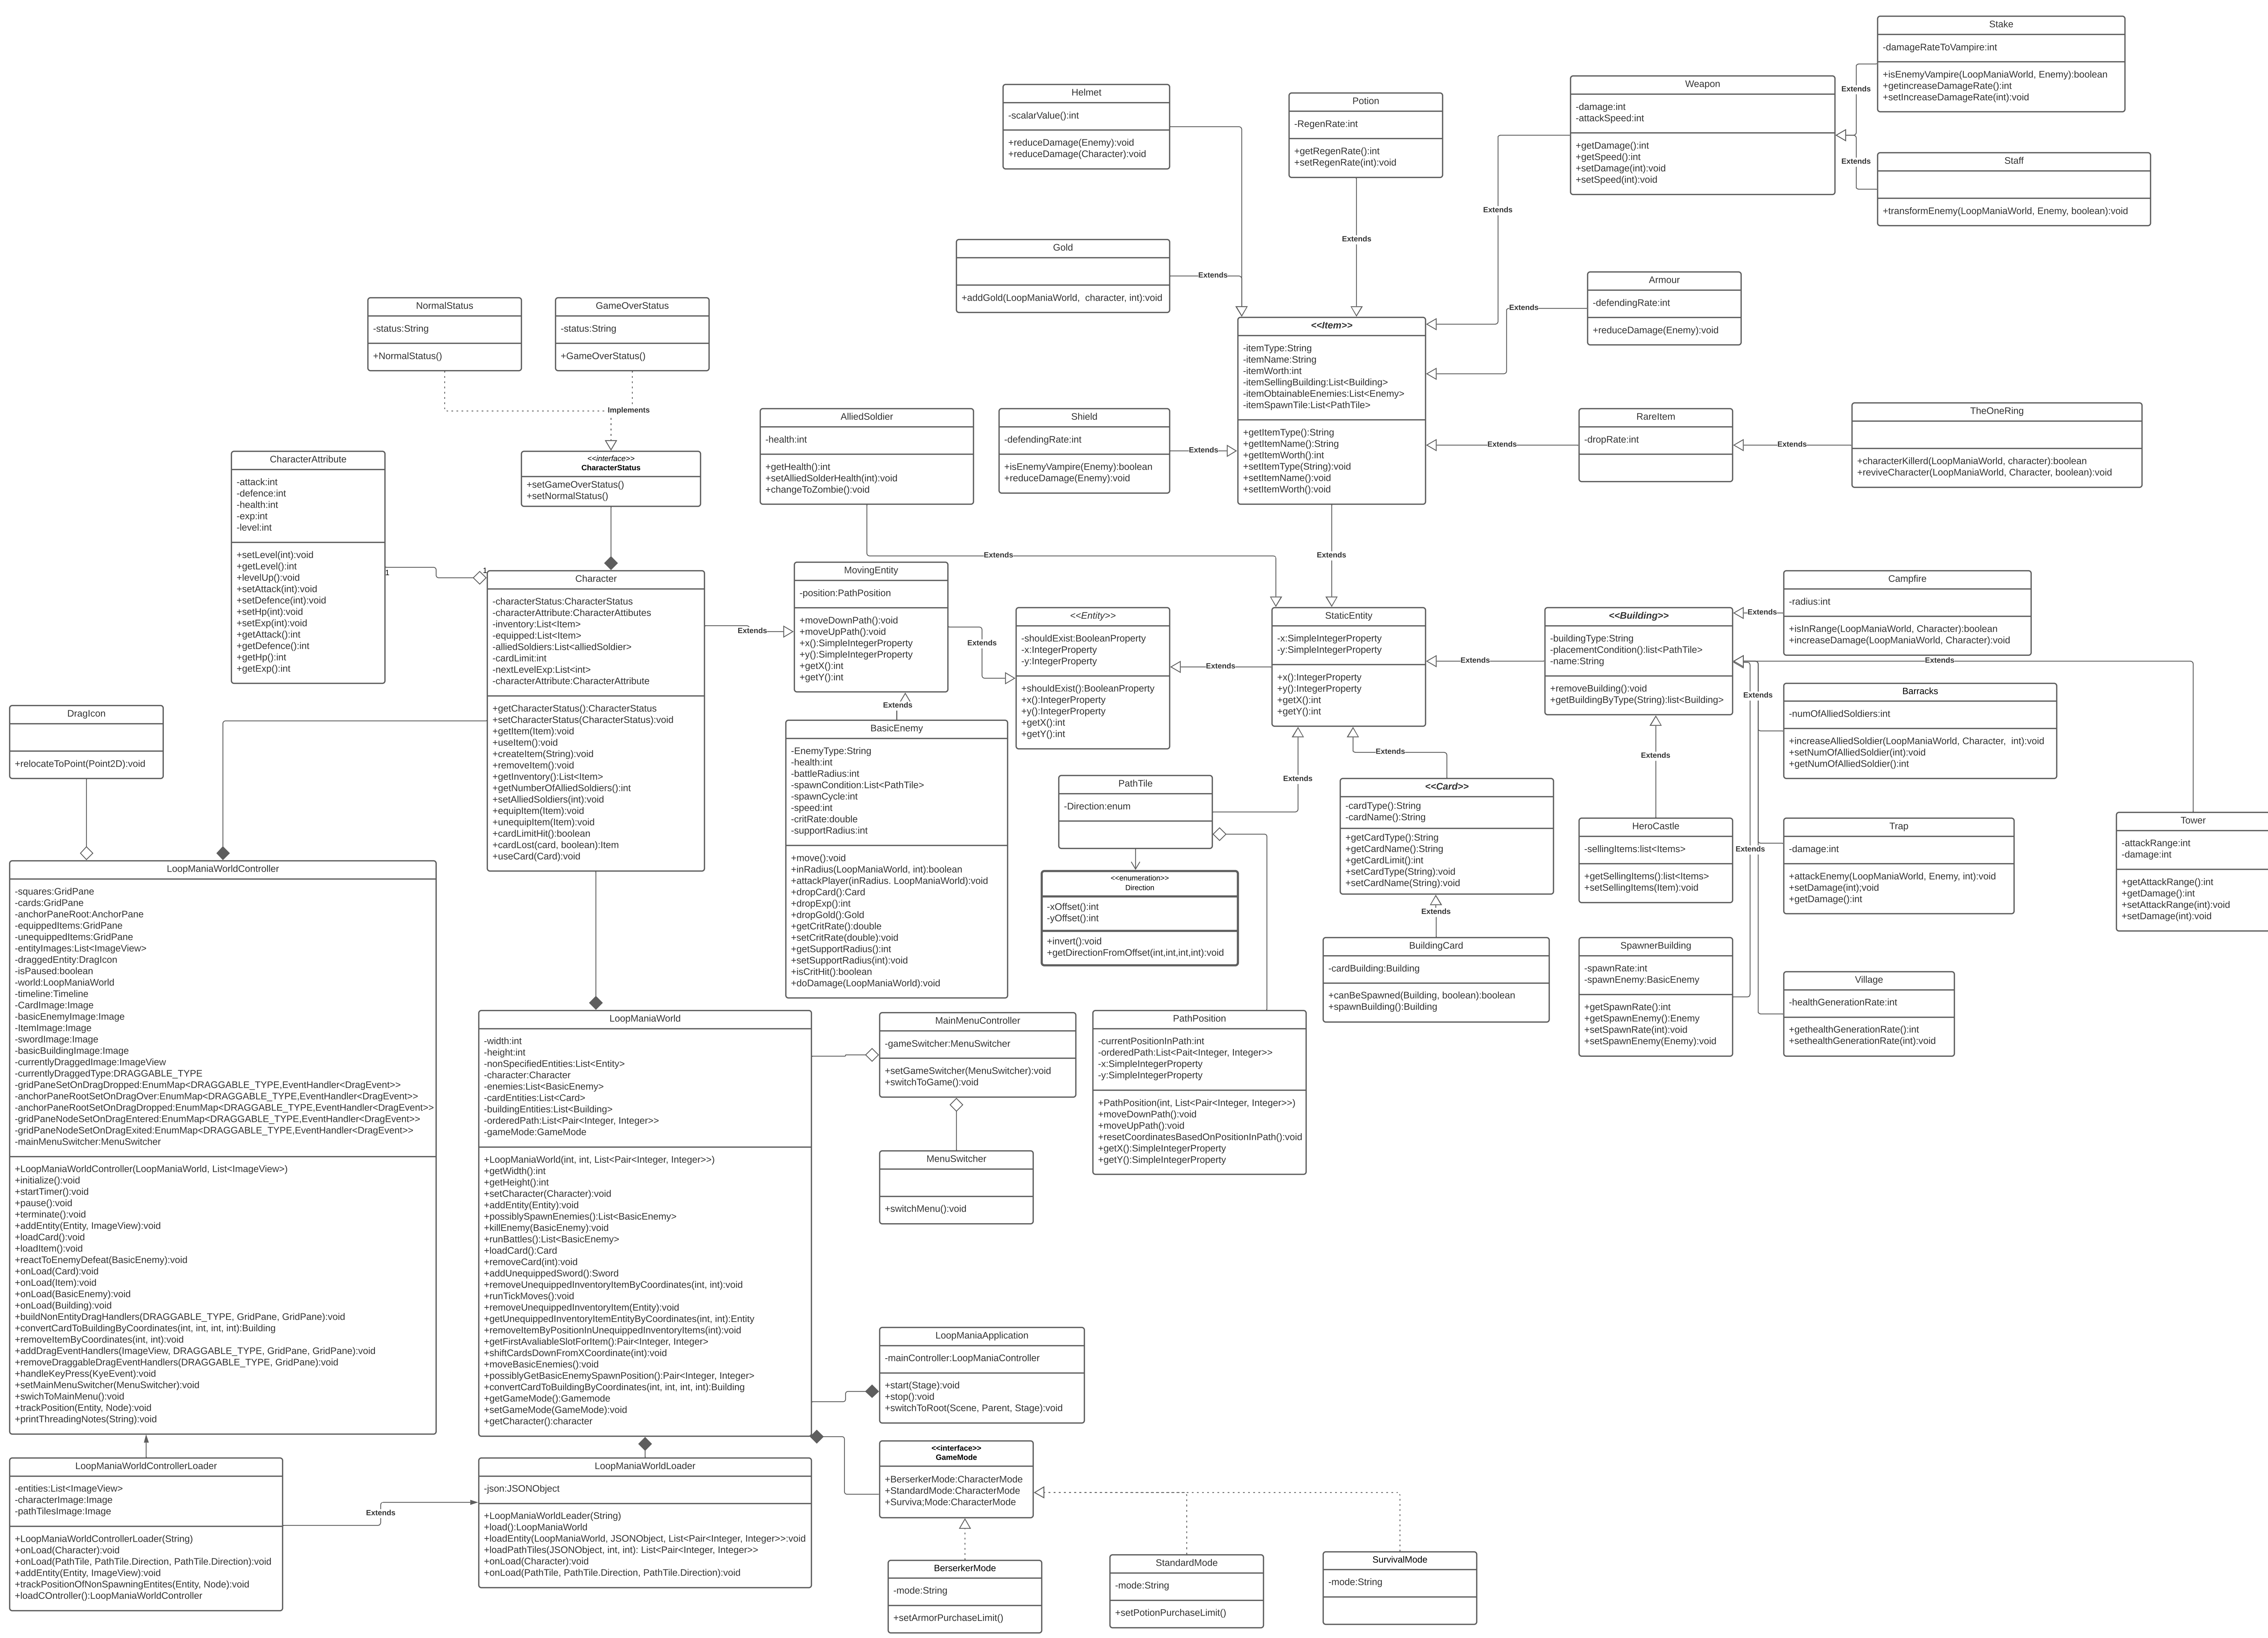 Stake
-damageRateToVampire:int
+isEnemyVampire(LoopManiaWorld, Enemy):boolean
+getincreaseDamageRate():int
+setIncreaseDamageRate(int):void
Helmet
-scalarValue():int
+reduceDamage(Enemy):void
+reduceDamage(Character):void
Potion
-RegenRate:int
+getRegenRate():int
+setRegenRate(int):void
Weapon
-damage:int
-attackSpeed:int
+getDamage():int
+getSpeed():int
+setDamage(int):void
+setSpeed(int):void
Extends
Extends
Staff
+transformEnemy(LoopManiaWorld, Enemy, boolean):void
Extends
Extends
Gold
+addGold(LoopManiaWorld,  character, int):void
Extends
Armour
-defendingRate:int
+reduceDamage(Enemy):void
Extends
NormalStatus
-status:String
+NormalStatus()
GameOverStatus
-status:String
+GameOverStatus()
Implements
<<Item>>
-itemType:String
-itemName:String
-itemWorth:int
-itemSellingBuilding:List<Building>
-itemObtainableEnemies:List<Enemy>
-itemSpawnTile:List<PathTile>
+getItemType():String
+getItemName():String
+getItemWorth():int
+setItemType(String):void
+setItemName():void
+setItemWorth():void
AlliedSoldier
-health:int
+getHealth():int
+setAlliedSolderHealth(int):void
+changeToZombie():void
Shield
-defendingRate:int
+isEnemyVampire(Enemy):boolean
+reduceDamage(Enemy):void
Extends
RareItem
-dropRate:int
Extends
TheOneRing
+characterKillerd(LoopManiaWorld, character):boolean
+reviveCharacter(LoopManiaWorld, Character, boolean):void
Extends
CharacterAttribute
-attack:int
-defence:int
-health:int
-exp:int
-level:int
+setLevel(int):void
+getLevel():int
+levelUp():void
+setAttack(int):void
+setDefence(int):void
+setHp(int):void
+setExp(int):void
+getAttack():int
+getDefence():int
+getHp():int
+getExp():int
1
1
<<interface>>
CharacterStatus
+setGameOverStatus()
+setNormalStatus()
Extends
Extends
Character
-characterStatus:CharacterStatus
-characterAttribute:CharacterAttibutes
-inventory:List<Item>
-equipped:List<Item>
-alliedSoldiers:List<alliedSoldier>
-cardLimit:int
-nextLevelExp:List<int>
-characterAttribute:CharacterAttribute
+getCharacterStatus():CharacterStatus
+setCharacterStatus(CharacterStatus):void
+getItem(Item):void
+useItem():void
+createItem(String):void
+removeItem():void
+getInventory():List<Item>
+getNumberOfAlliedSoldiers():int
+setAlliedSoldiers(int):void
+equipItem(Item):void
+unequipItem(Item):void
+cardLimitHit():boolean
+cardLost(card, boolean):Item
+useCard(Card):void
Extends
MovingEntity
-position:PathPosition
+moveDownPath():void
+moveUpPath():void
+x():SimpleIntegerProperty
+y():SimpleIntegerProperty
+getX():int
+getY():int
Extends
<<Entity>>
-shouldExist:BooleanProperty
-x:IntegerProperty
-y:IntegerProperty
+shouldExist():BooleanProperty
+x():IntegerProperty
+y():IntegerProperty
+getX():int
+getY():int
Extends
StaticEntity
-x:SimpleIntegerProperty
-y:SimpleIntegerProperty
+x():IntegerProperty
+y():IntegerProperty
+getX():int
+getY():int
Extends
<<Building>>
-buildingType:String
-placementCondition():list<PathTile>
-name:String
+removeBuilding():void
+getBuildingByType(String):list<Building>
Extends
Campfire
-radius:int
+isInRange(LoopManiaWorld, Character):boolean
+increaseDamage(LoopManiaWorld, Character):void
Extends
Extends
Barracks
-numOfAlliedSoldiers:int
+increaseAlliedSoldier(LoopManiaWorld, Character,  int):void
+setNumOfAlliedSoldier(int):void
+getNumOfAlliedSoldier():int
DragIcon
+relocateToPoint(Point2D):void
Extends
BasicEnemy
-EnemyType:String
-health:int
-battleRadius:int
-spawnCondition:List<PathTile>
-spawnCycle:int
-speed:int
-critRate:double
-supportRadius:int
+move():void
+inRadius(LoopManiaWorld, int):boolean
+attackPlayer(inRadius. LoopManiaWorld):void
+dropCard():Card
+dropExp():int
+dropGold():Gold
+getCritRate():double
+setCritRate(double):void
+getSupportRadius():int
+setSupportRadius(int):void
+isCritHit():boolean
+doDamage(LoopManiaWorld):void
PathTile
-Direction:enum
Extends
Extends
<<enumeration>>
Direction
-xOffset():int
-yOffset():int
+invert():void
+getDirectionFromOffset(int,int,int,int):void
<<Card>>
-cardType():String
-cardName():String
+getCardType():String
+getCardName():String
+getCardLimit():int
+setCardType(String):void
+setCardName(String):void
Extends
BuildingCard
-cardBuilding:Building
+canBeSpawned(Building, boolean):boolean
+spawnBuilding():Building
Extends
HeroCastle
-sellingItems:list<Items>
+getSellingItems():list<Items>
+setSellingItems(Item):void
Extends
Trap
-damage:int
+attackEnemy(LoopManiaWorld, Enemy, int):void
+setDamage(int);void
+getDamage():int
Tower
-attackRange:int
-damage:int
+getAttackRange():int
+getDamage():int
+setAttackRange(int):void
+setDamage(int):void
SpawnerBuilding
-spawnRate:int
-spawnEnemy:BasicEnemy
+getSpawnRate():int
+getSpawnEnemy():Enemy
+setSpawnRate(int):void
+setSpawnEnemy(Enemy):void
Village
-healthGenerationRate:int
+gethealthGenerationRate():int
+sethealthGenerationRate(int):void
LoopManiaWorldController
-squares:GridPane
-cards:GridPane
-anchorPaneRoot:AnchorPane
-equippedItems:GridPane
-unequippedItems:GridPane
-entityImages:List<ImageView>
-draggedEntity:DragIcon
-isPaused:boolean
-world:LoopManiaWorld
-timeline:Timeline
-CardImage:Image
-basicEnemyImage:Image
-ItemImage:Image
-swordImage:Image
-basicBuildingImage:Image
-currentlyDraggedImage:ImageView
-currentlyDraggedType:DRAGGABLE_TYPE
-gridPaneSetOnDragDropped:EnumMap<DRAGGABLE_TYPE,EventHandler<DragEvent>>
-anchorPaneRootSetOnDragOver:EnumMap<DRAGGABLE_TYPE,EventHandler<DragEvent>>
-anchorPaneRootSetOnDragDropped:EnumMap<DRAGGABLE_TYPE,EventHandler<DragEvent>>
-gridPaneNodeSetOnDragEntered:EnumMap<DRAGGABLE_TYPE,EventHandler<DragEvent>>
-gridPaneNodeSetOnDragExited:EnumMap<DRAGGABLE_TYPE,EventHandler<DragEvent>>
-mainMenuSwitcher:MenuSwitcher
+LoopManiaWorldController(LoopManiaWorld, List<ImageView>)
+initialize():void
+startTimer():void
+pause():void
+terminate():void
+addEntity(Entity, ImageView):void
+loadCard():void
+loadItem():void
+reactToEnemyDefeat(BasicEnemy):void
+onLoad(Card):void
+onLoad(Item):void
+onLoad(BasicEnemy):void
+onLoad(Building):void
+buildNonEntityDragHandlers(DRAGGABLE_TYPE, GridPane, GridPane):void
+convertCardToBuildingByCoordinates(int, int, int, int):Building
+removeItemByCoordinates(int, int):void
+addDragEventHandlers(ImageView, DRAGGABLE_TYPE, GridPane, GridPane):void
+removeDraggableDragEventHandlers(DRAGGABLE_TYPE, GridPane):void
+handleKeyPress(KyeEvent):void
+setMainMenuSwitcher(MenuSwitcher):void
+swichToMainMenu():void
+trackPosition(Entity, Node):void
+printThreadingNotes(String):void
LoopManiaWorld
-width:int
-height:int
-nonSpecifiedEntities:List<Entity>
-character:Character
-enemies:List<BasicEnemy>
-cardEntities:List<Card>
-buildingEntities:List<Building>
-orderedPath:List<Pair<Integer, Integer>>
-gameMode:GameMode
+LoopManiaWorld(int, int, List<Pair<Integer, Integer>>)
+getWidth():int
+getHeight():int
+setCharacter(Character):void
+addEntity(Entity):void
+possiblySpawnEnemies():List<BasicEnemy>
+killEnemy(BasicEnemy):void
+runBattles():List<BasicEnemy>
+loadCard():Card
+removeCard(int):void
+addUnequippedSword():Sword
+removeUnequippedInventoryItemByCoordinates(int, int):void
+runTickMoves():void
+removeUnequippedInventoryItem(Entity):void
+getUnequippedInventoryItemEntityByCoordinates(int, int):Entity
+removeItemByPositionInUnequippedInventoryItems(int):void
+getFirstAvaliableSlotForItem():Pair<Integer, Integer>
+shiftCardsDownFromXCoordinate(int):void
+moveBasicEnemies():void
+possiblyGetBasicEnemySpawnPosition():Pair<Integer, Integer>
+convertCardToBuildingByCoordinates(int, int, int, int):Building
+getGameMode():Gamemode
+setGameMode(GameMode):void
+getCharacter():character
MainMenuController
-gameSwitcher:MenuSwitcher
+setGameSwitcher(MenuSwitcher):void
+switchToGame():void
MenuSwitcher
+switchMenu():void
PathPosition
-currentPositionInPath:int
-orderedPath:List<Pait<Integer, Integer>>
-x:SimpleIntegerProperty
-y:SimpleIntegerProperty
+PathPosition(int, List<Pair<Integer, Integer>>)
+moveDownPath():void
+moveUpPath():void
+resetCoordinatesBasedOnPositionInPath():void
+getX():SimpleIntegerProperty
+getY():SimpleIntegerProperty
LoopManiaApplication
-mainController:LoopManiaController
+start(Stage):void
+stop():void
+switchToRoot(Scene, Parent, Stage):void
<<interface>>
GameMode
+BerserkerMode:CharacterMode
+StandardMode:CharacterMode
+Surviva;Mode:CharacterMode
LoopManiaWorldControllerLoader
-entities:List<ImageView>
-characterImage:Image
-pathTilesImage:Image
+LoopManiaWorldControllerLoader(String)
+onLoad(Character):void
+onLoad(PathTile, PathTile.Direction, PathTile.Direction):void
+addEntity(Entity, ImageView):void
+trackPositionOfNonSpawningEntites(Entity, Node):void
+loadCOntroller():LoopManiaWorldController
Extends
LoopManiaWorldLoader
-json:JSONObject
+LoopManiaWorldLeader(String)
+load():LoopManiaWorld
+loadEntity(LoopManiaWorld, JSONObject, List<Pair<Integer, Integer>>:void
+loadPathTiles(JSONObject, int, int): List<Pair<Integer, Integer>>
+onLoad(Character):void
+onLoad(PathTile, PathTile.Direction, PathTile.Direction):void
BerserkerMode
-mode:String
+setArmorPurchaseLimit()
StandardMode
-mode:String
+setPotionPurchaseLimit()
SurvivalMode
-mode:String